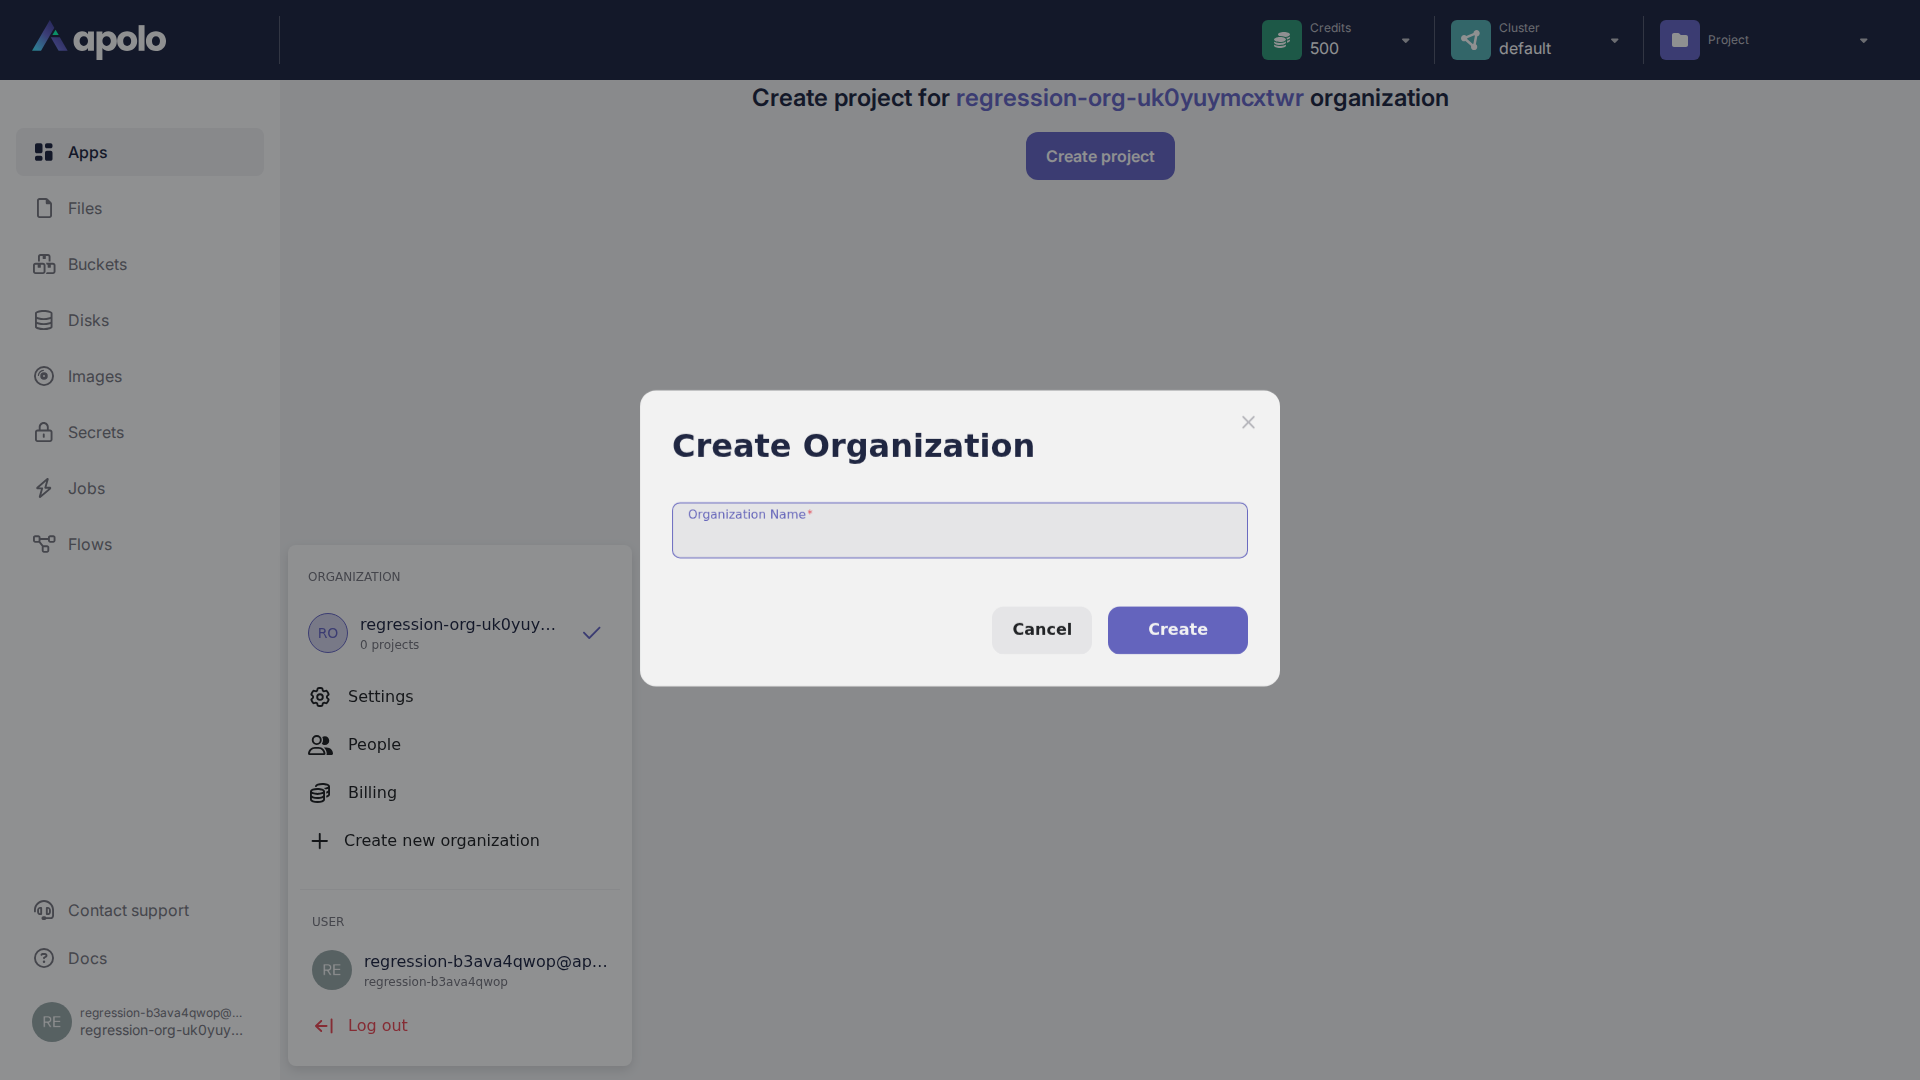 apolo
Credits
500
Cluster
default
Project
Create project for regression-org-uk0yuymcxtwr organization
Create project
Apps
Files
Buckets
Disks
Images
Secrets
Jobs
Flows
Create Organization
Organization Name*
Cancel
Create
ORGANIZATION
RO
regression-org-uk0yuy...
0 projects
Settings
People
Billing
Create new organization
USER
RE
regression-b3ava4qwop@ap...
regression-b3ava4qwop
Log out
Contact support
Docs
RE
regression-b3ava4qwop@...
regression-org-uk0yuy...